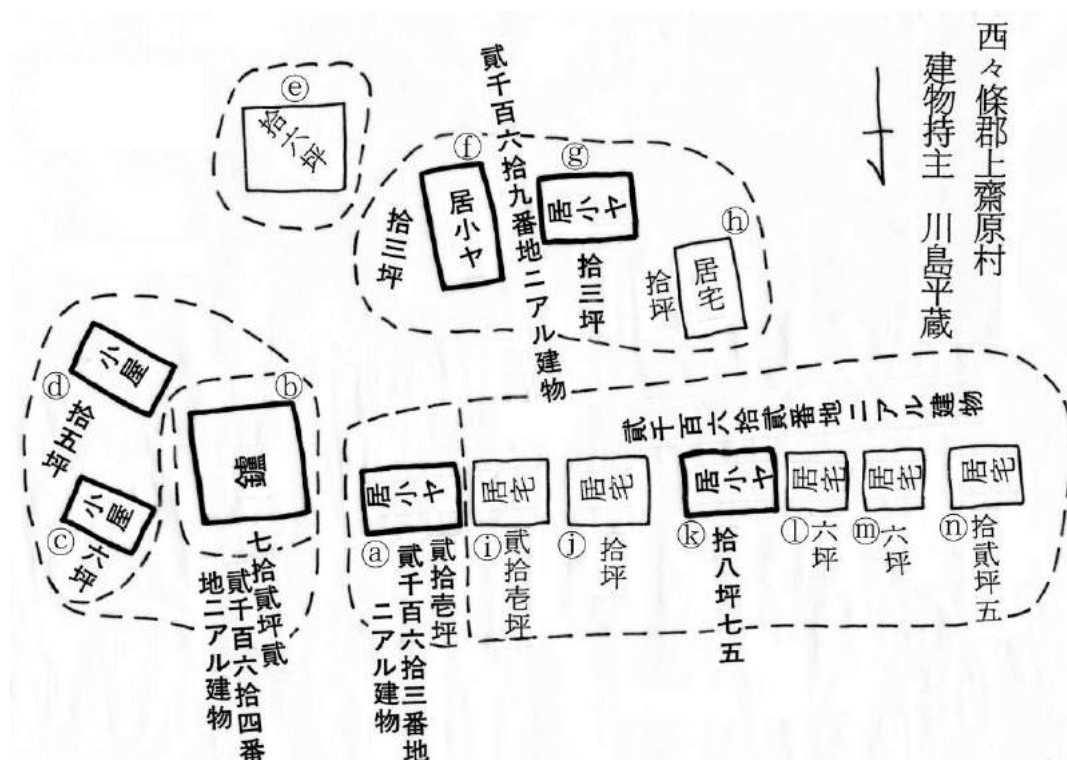 西々條郡上齋原村
建物持主 川島平蔵
ⓔ
拾六坪
貳千百六拾九番地ニアル建物
ⓕ
居小ヤ
拾三坪
ⓖ
居小ヤ
拾三坪
ⓗ
居宅
拾坪
ⓓ
小屋
拾五坪
ⓒ
小屋
六坪
ⓑ
鑪
七拾貳坪貳
貳千百六拾四番
地ニアル建物
ⓐ
居小ヤ
貳拾壱坪
貳千百六拾三番地
ニアル建物
貳千百六拾貳番地ニアル建物
ⓘ
居宅
貳拾壱坪
ⓙ
居宅
拾坪
ⓚ
居小ヤ
拾八坪七五
ⓛ
居宅
六坪
ⓜ
居宅
六坪
ⓝ
居宅
拾貳坪五